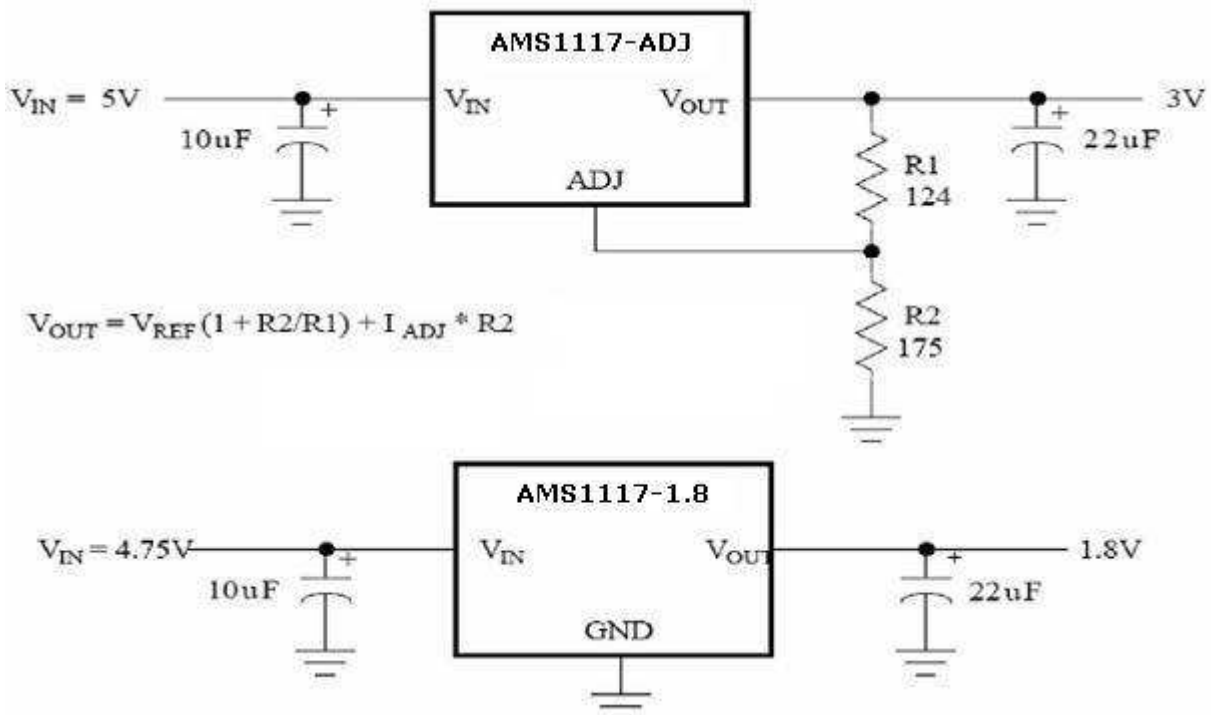 AMS1117-ADJ
V_IN = 5V
V_IN
V_OUT
3V
10uF
+
+
22uF
ADJ
R1
124
V_OUT = V_REF (1 + R2/R1) + I_ADJ * R2
R2
175
AMS1117-1.8
V_IN = 4.75V
V_IN
V_OUT
1.8V
10uF
+
+
22uF
GND